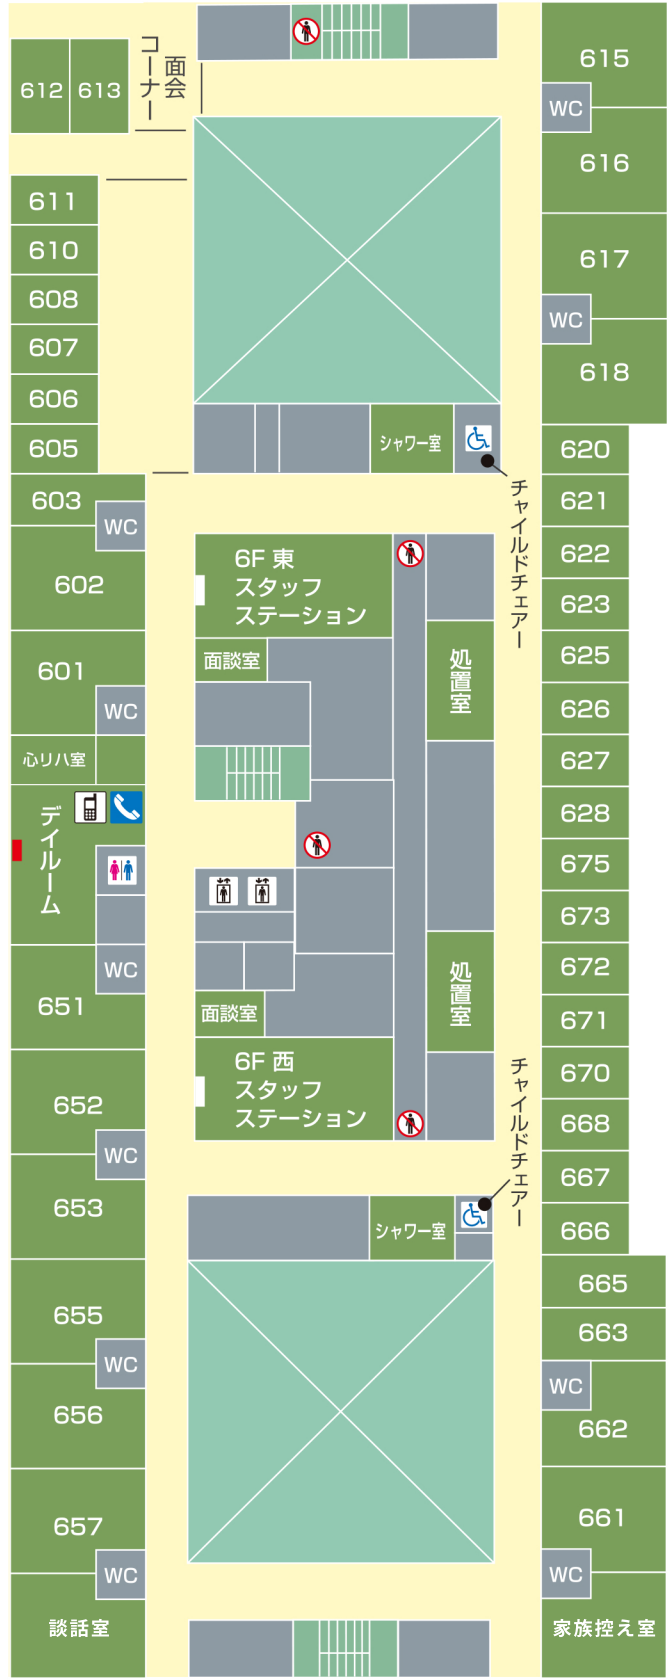 612
613
面会
コーナー
615
WC
616
617
WC
618
611
610
608
607
606
605
シャワー室
チャイルドチェアー
603
WC
602
601
WC
心リハ室
デイルーム
6F 東
スタッフ
ステーション
面談室
処置室
620
621
622
623
625
626
627
628
675
673
672
671
670
668
667
666
処置室
面談室
6F 西
スタッフ
ステーション
チャイルドチェアー
シャワー室
WC
651
652
WC
653
655
WC
656
657
WC
談話室
665
663
WC
662
661
WC
家族控え室